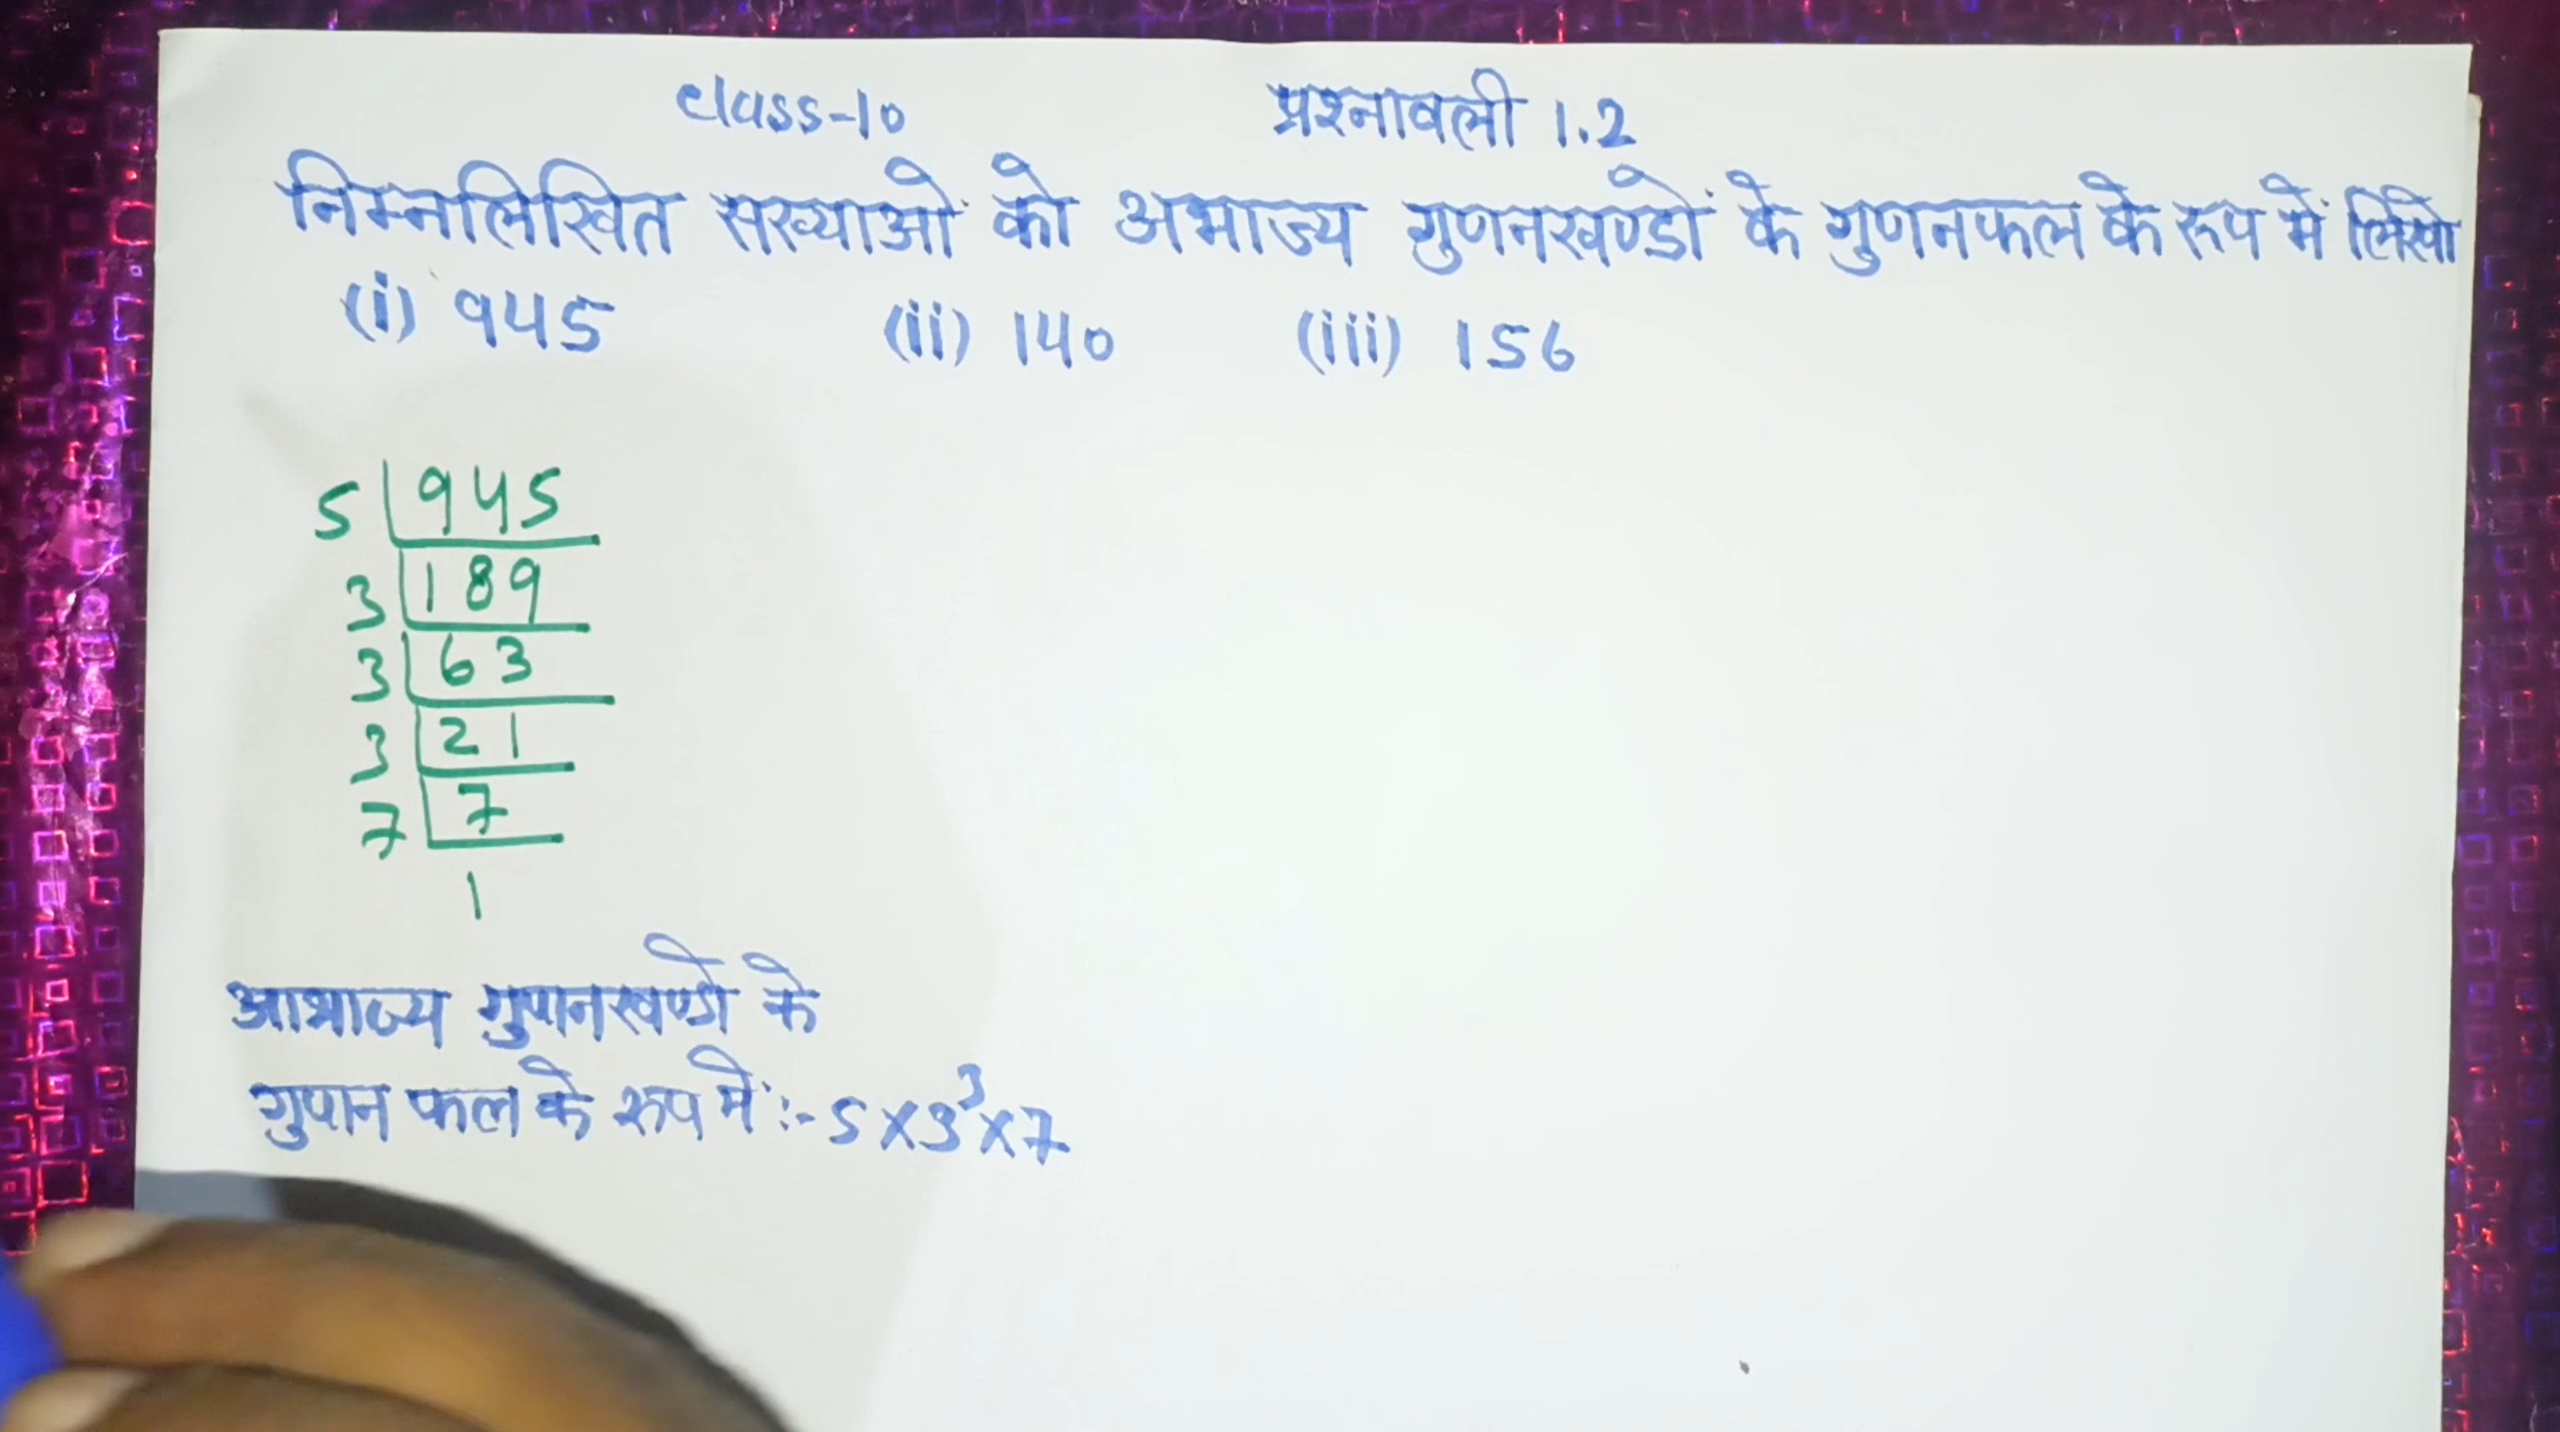 class-10 प्रश्नावली 1.2
निम्नलिखित सख्याओं को अभाज्य गुणनखण्डों के गुणनफल के रूप में लिखो
(i) 945 (ii) 140 (iii) 156
5 945
3 189
3 63
3 21
7 7
1
आभाज्य गुणनखण्डो के
गुणन फल के रूप में :- 5×3³×7